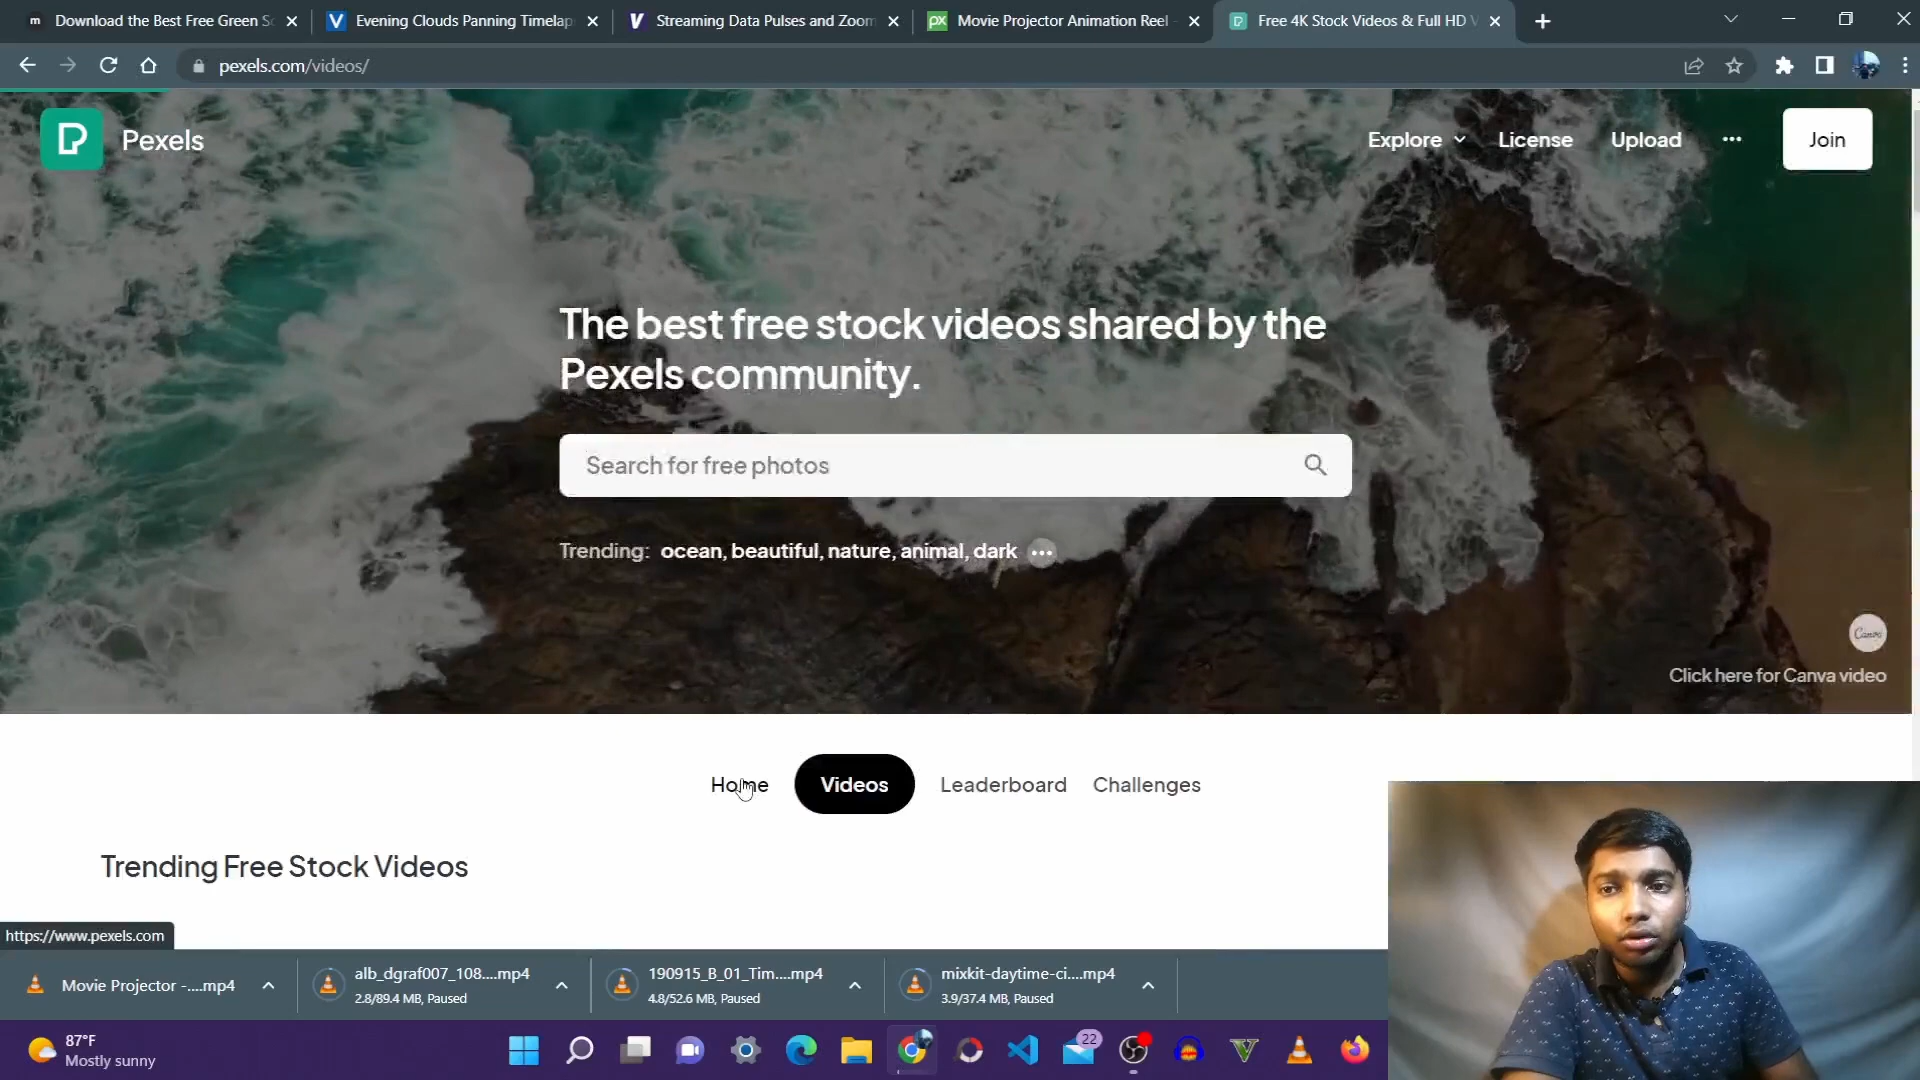 m Download the Best Free Green Sc
V Evening Clouds Panning Timelap
V Streaming Data Pulses and Zoom
px Movie Projector Animation Reel -
Free 4K Stock Videos & Full HD V
pexels.com/videos/
Pexels
Explore
License
Upload
...
Join
The best free stock videos shared by the
Pexels community.
Search for free photos
Trending: ocean, beautiful, nature, animal, dark ...
Canva
Click here for Canva video
Home
Videos
Leaderboard
Challenges
Trending Free Stock Videos
https://www.pexels.com
Movie Projector -....mp4
alb_dgraf007_108....mp4
2.8/89.4 MB, Paused
190915_B_01_Tim....mp4
4.8/52.6 MB, Paused
mixkit-daytime-ci....mp4
3.9/37.4 MB, Paused
87°F
Mostly sunny
22